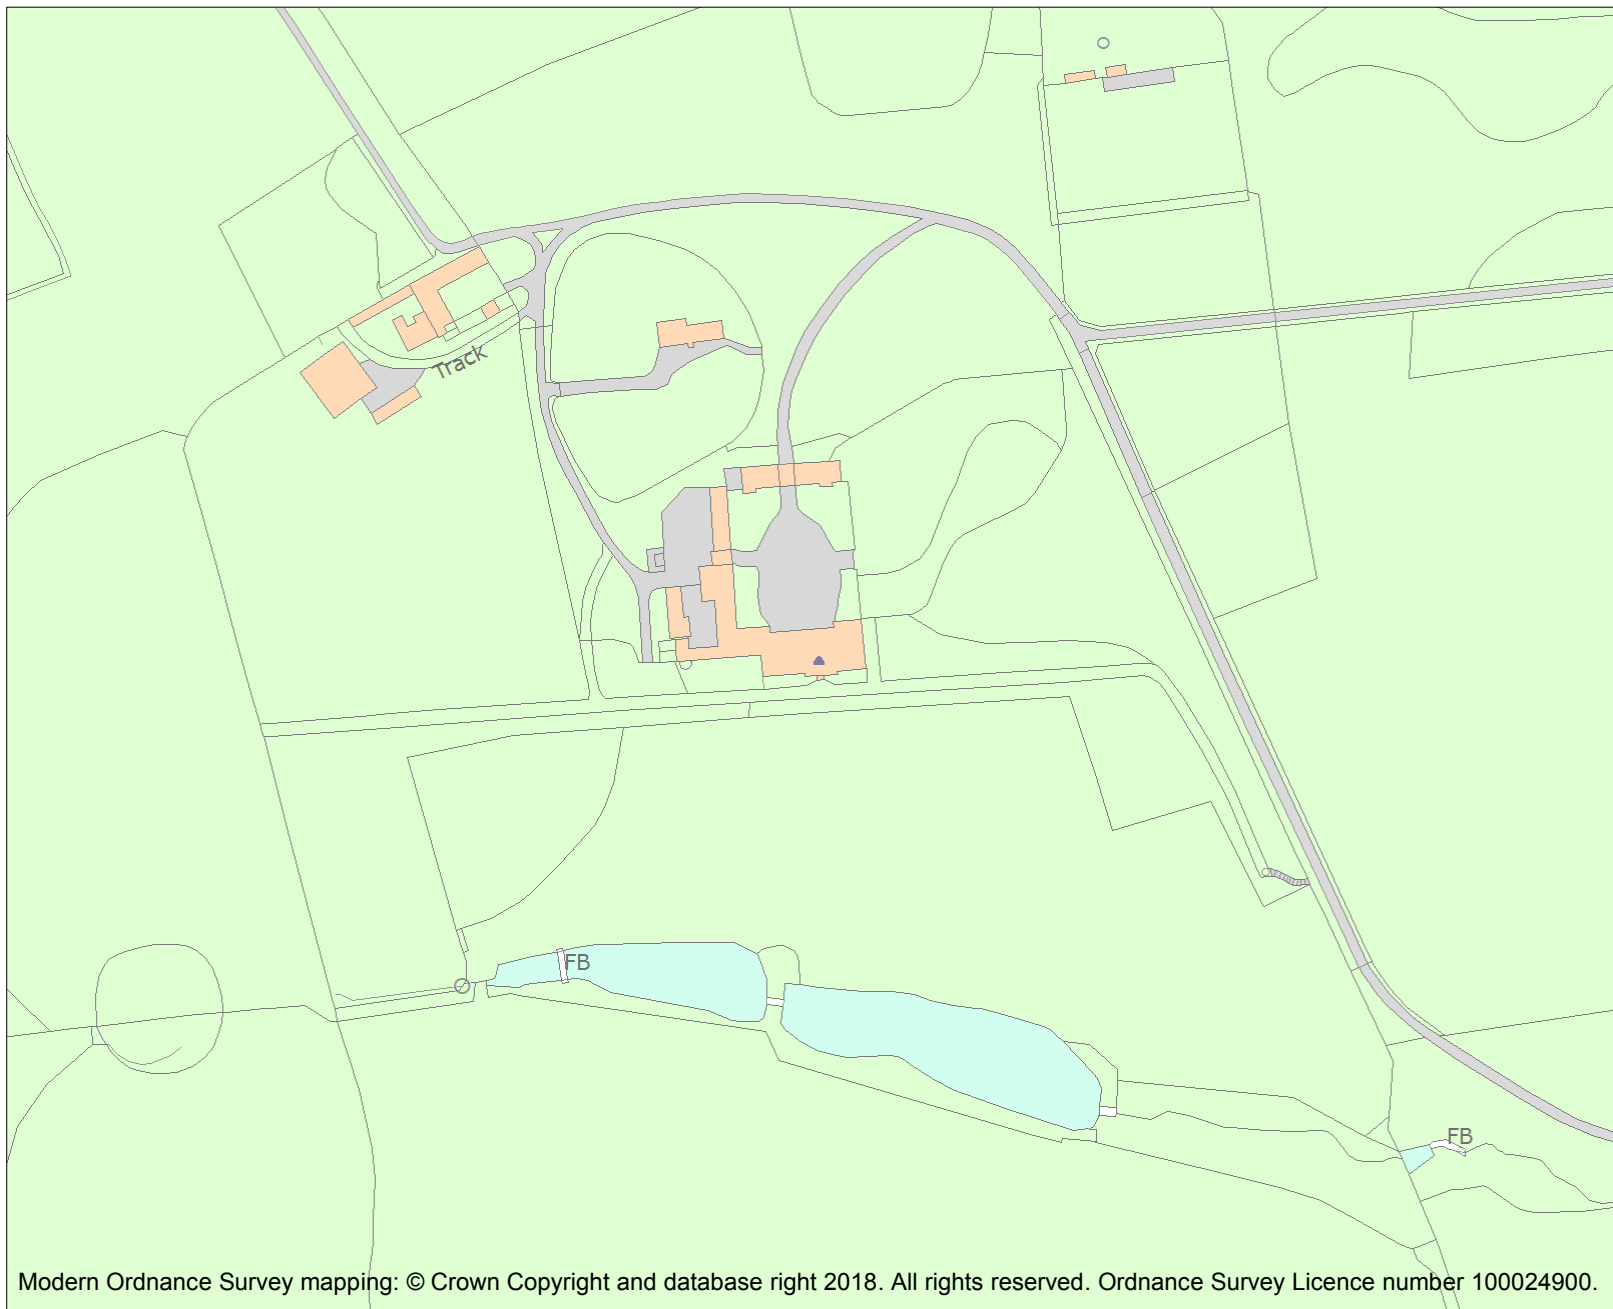 Track
FB
FB
Modern Ordnance Survey mapping: © Crown Copyright and database right 2018. All rights reserved. Ordnance Survey Licence number 100024900.